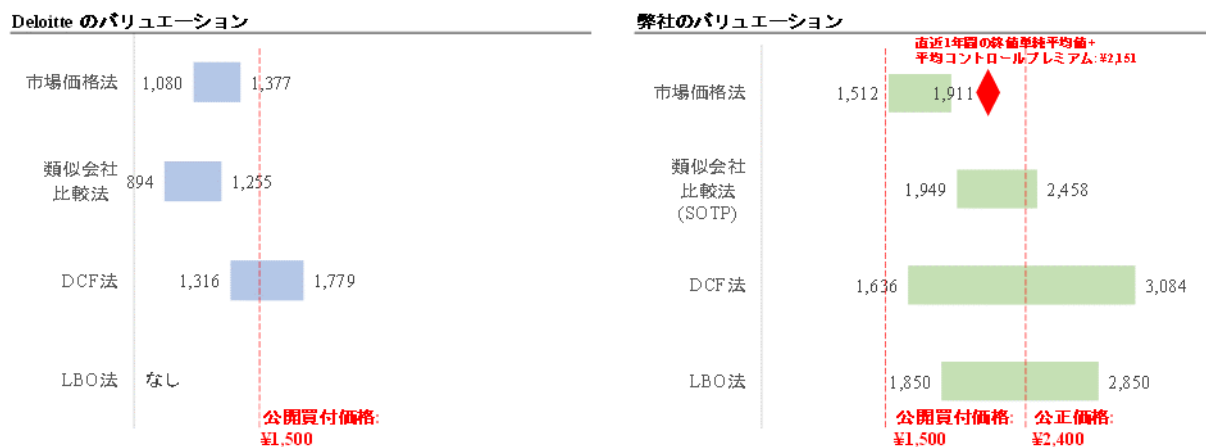 Deloitte のバリュエーション
市場価格法
1,080
1,377
類似会社
比較法
894
1,255
DCF法
1,316
1,779
LBO法
なし
公開買付価格:
¥1,500
弊社のバリュエーション
直近1年間の終値単純平均値+
平均コントロールプレミアム: ¥2,151
市場価格法
1,512
1,911
類似会社
比較法
(SOTP)
1,949
2,458
DCF法
1,636
3,084
LBO法
1,850
2,850
公開買付価格:
¥1,500
公正価格:
¥2,400